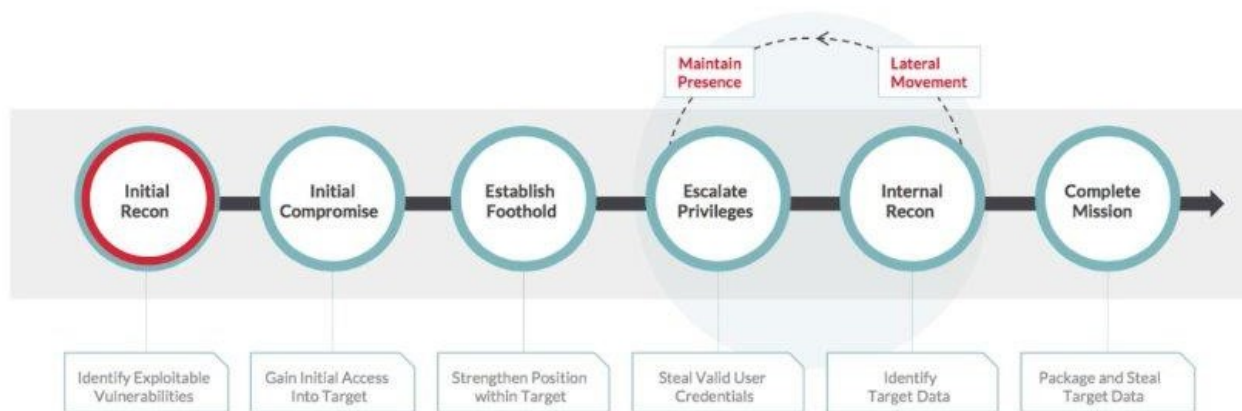 Maintain
Presence
Lateral
Movement
Initial
Recon
Initial
Compromise
Establish
Foothold
Escalate
Privileges
Internal
Recon
Complete
Mission
Identify Exploitable
Vulnerabilities
Gain Initial Access
Into Target
Strengthen Position
within Target
Steal Valid User
Credentials
Identify
Target Data
Package and Steal
Target Data